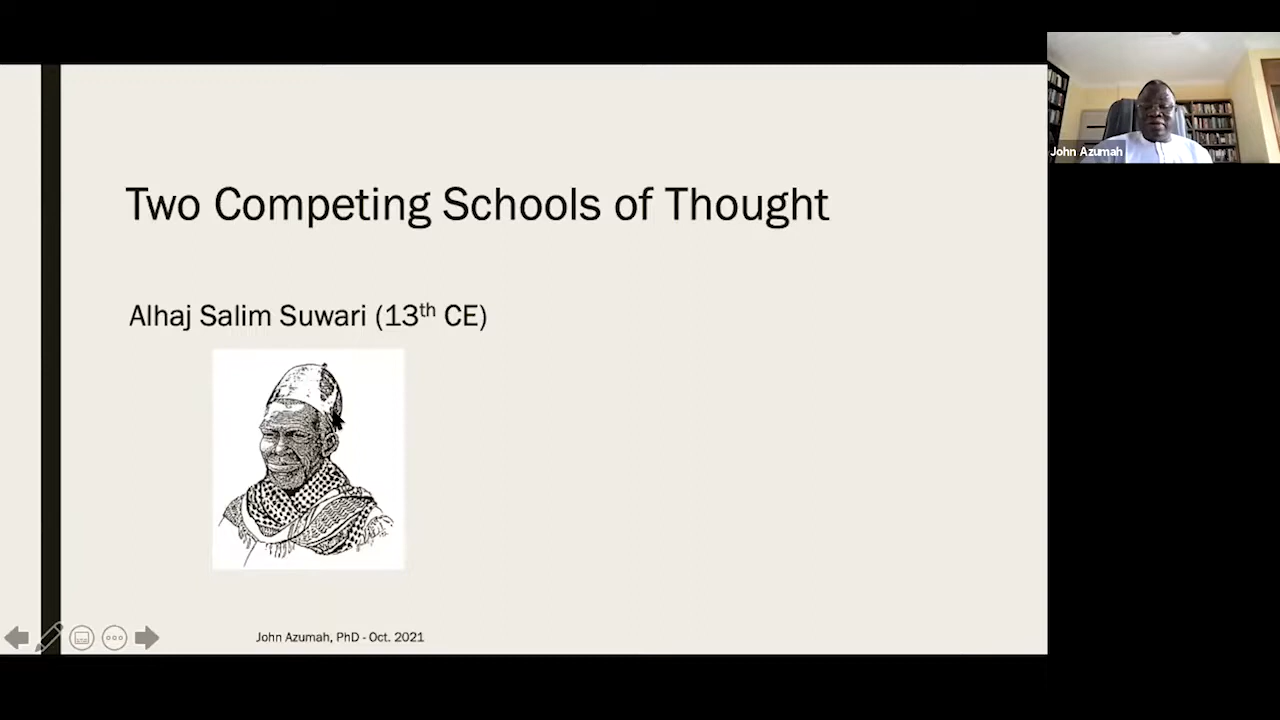 Two Competing Schools of Thought
Alhaj Salim Suwari (13th CE)
John Azumah, PhD - Oct. 2021
John Azumah